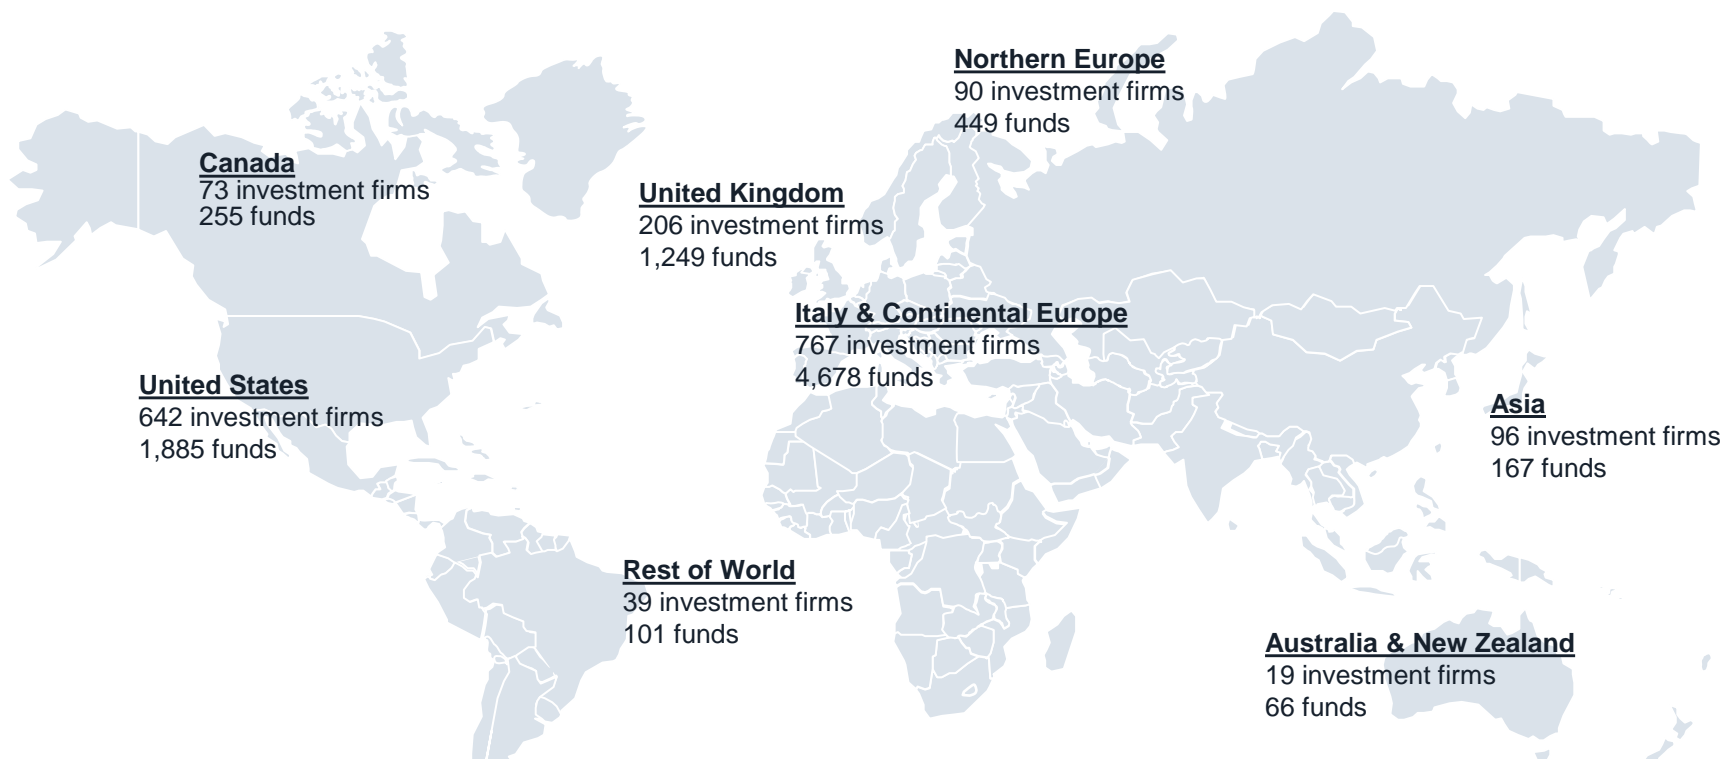 Northern Europe
90 investment firms
449 funds
Canada
73 investment firms
255 funds
United Kingdom
206 investment firms
1,249 funds
Italy & Continental Europe
767 investment firms
4,678 funds
United States
642 investment firms
1,885 funds
Asia
96 investment firms
167 funds
Rest of World
39 investment firms
101 funds
Australia & New Zealand
19 investment firms
66 funds